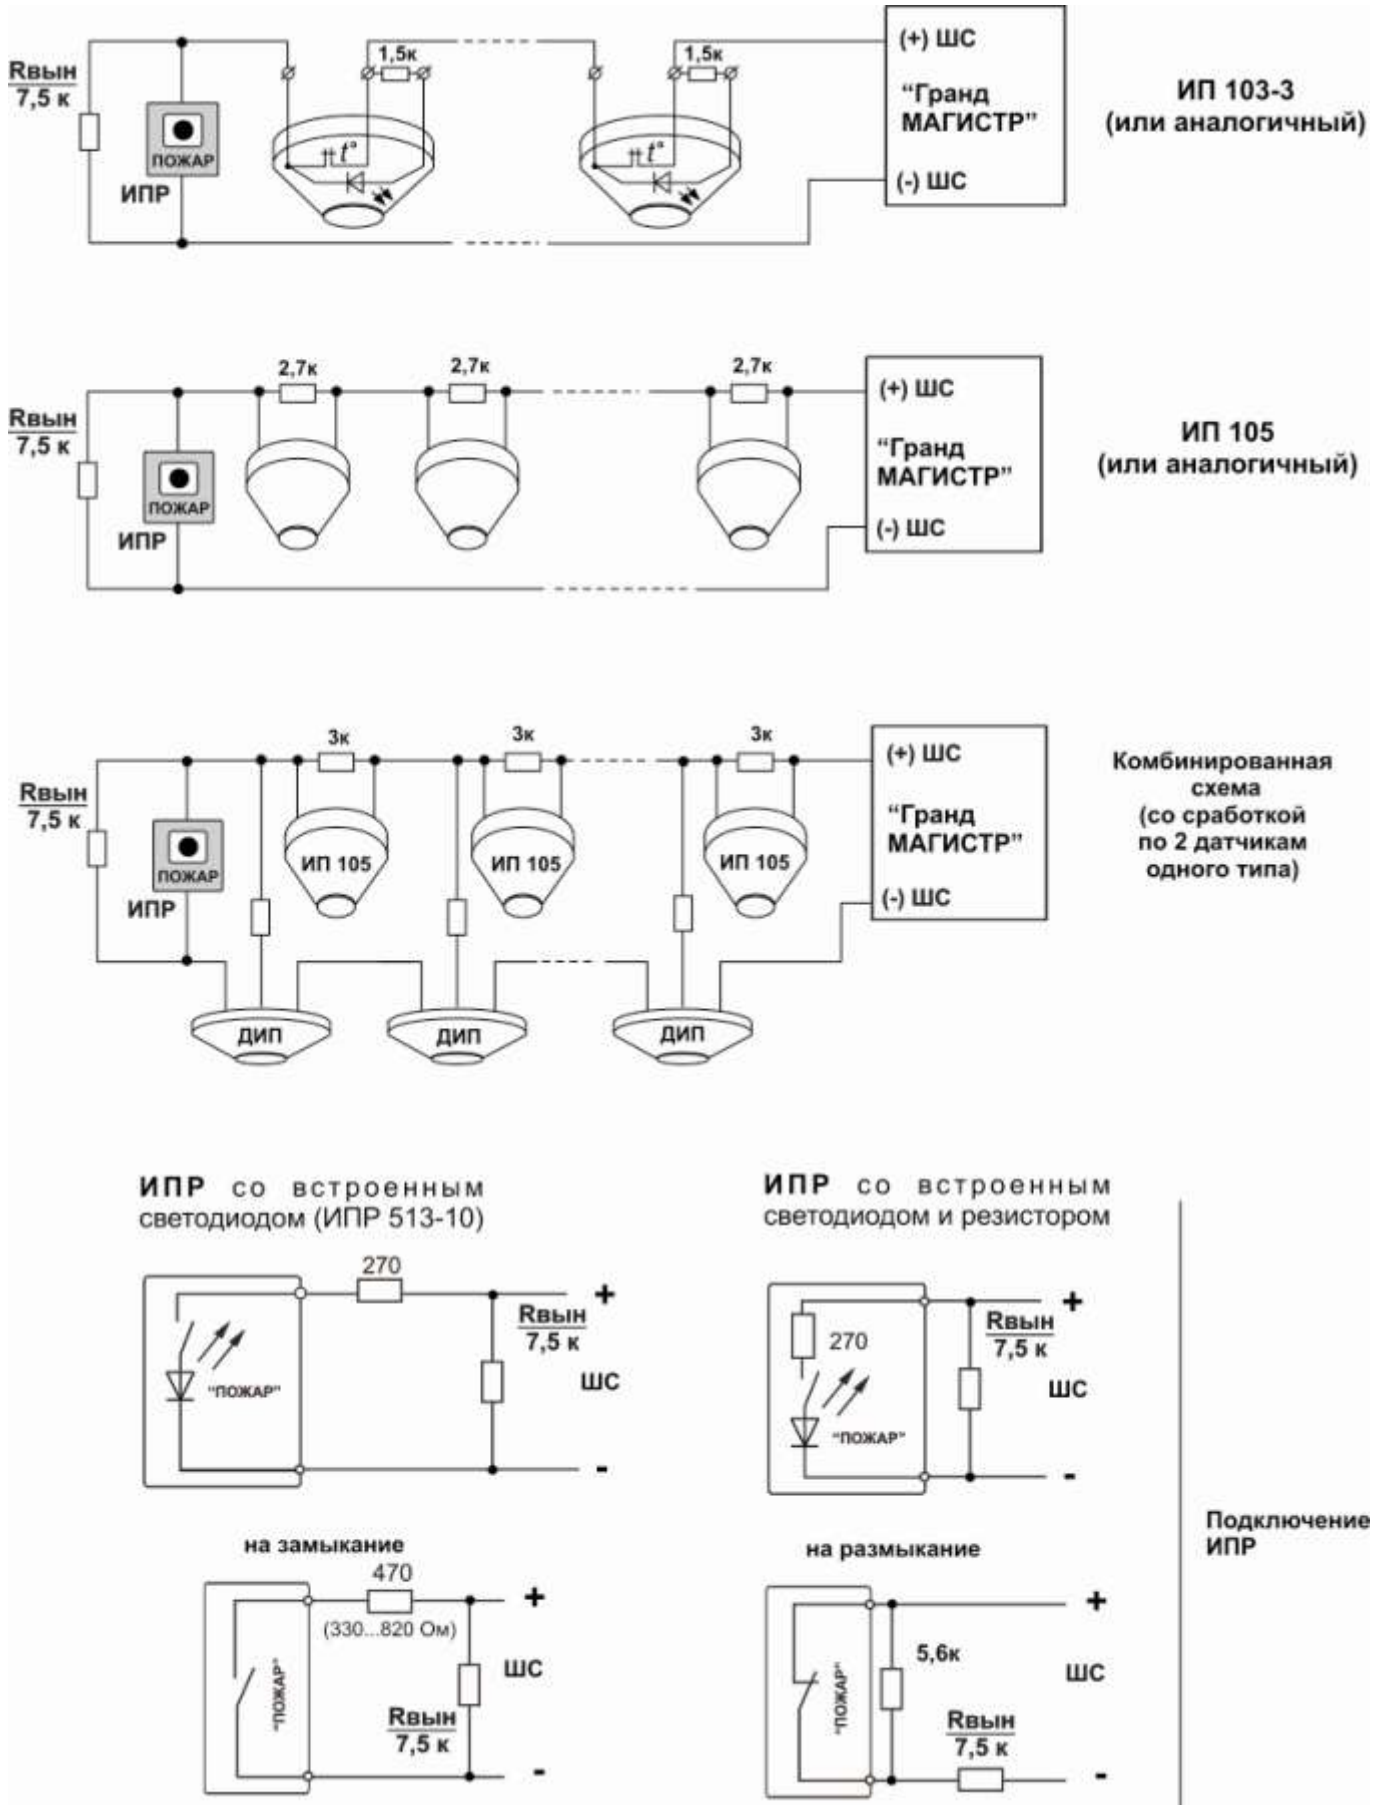 1,5к
1,5к
(+) ШС
Rвын
7,5 к
“Гранд
МАГИСТР”
ИП 103-3
(или аналогичный)
ПОЖАР
t°
t°
ИПР
(-) ШС
2,7к
2,7к
2,7к
(+) ШС
Rвын
7,5 к
“Гранд
МАГИСТР”
ИП 105
(или аналогичный)
ПОЖАР
ИПР
(-) ШС
3к
3к
3к
(+) ШС
Rвын
7,5 к
“Гранд
МАГИСТР”
Комбинированная
схема
(со сработкой
по 2 датчикам
одного типа)
ПОЖАР
ИП 105
ИП 105
ИП 105
ИПР
(-) ШС
ДИП
ДИП
ДИП
ИПР со встроенным
светодиодом (ИПР 513-10)
270
+
Rвын
7,5 к
ШС
“ПОЖАР”
-
ИПР со встроенным
светодиодом и резистором
+
Rвын
7,5 к
270
ШС
“ПОЖАР”
-
Подключение
ИПР
на замыкание
470
+
(330...820 Ом)
ШС
“ПОЖАР”
Rвын
7,5 к
-
на размыкание
+
5,6к
ШС
“ПОЖАР”
Rвын
7,5 к
-